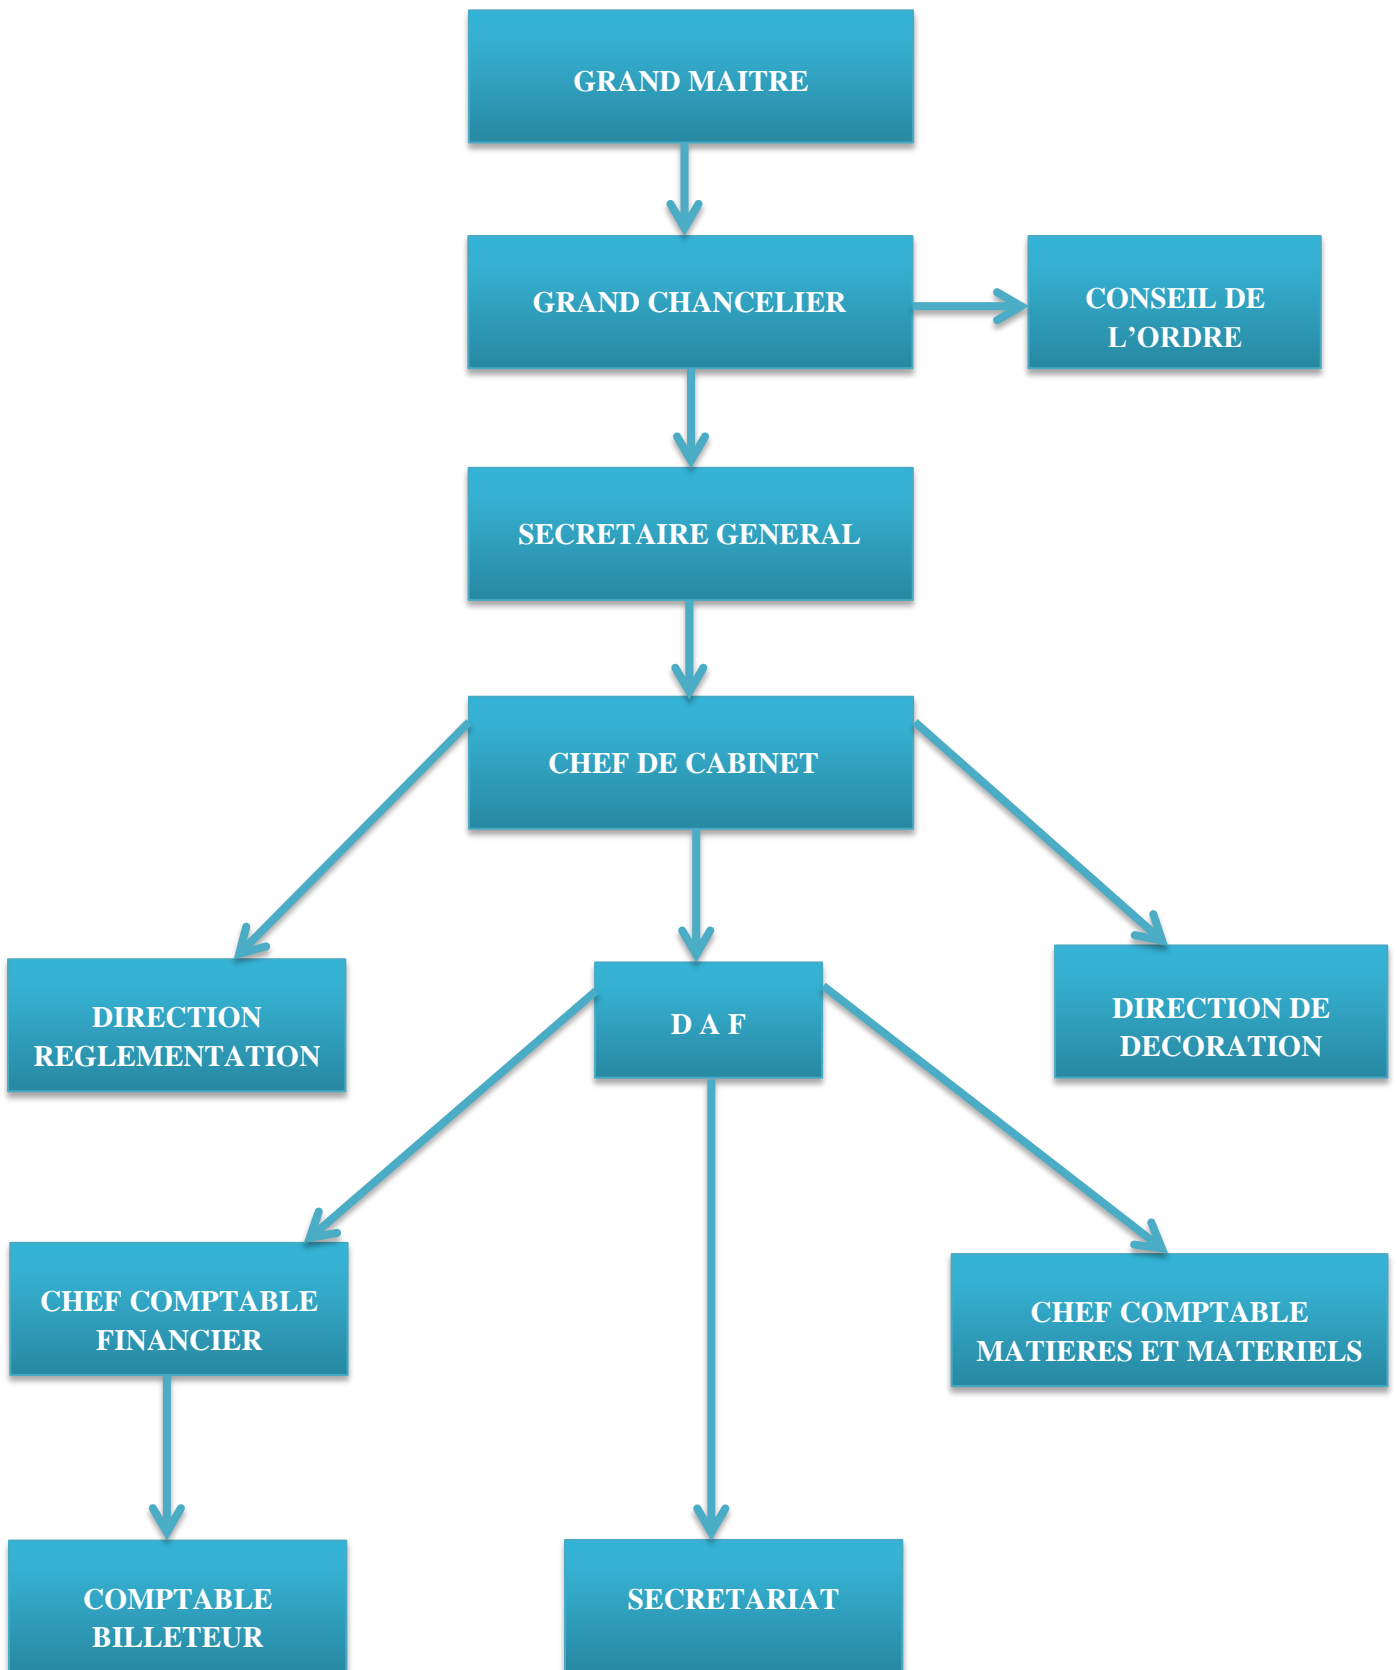 GRAND MAITRE
GRAND CHANCELIER
CONSEIL DE
L’ORDRE
SECRETAIRE GENERAL
CHEF DE CABINET
DIRECTION
REGLEMENTATION
D A F
DIRECTION DE
DECORATION
CHEF COMPTABLE
FINANCIER
CHEF COMPTABLE
MATIERES ET MATERIELS
COMPTABLE
BILLETEUR
SECRETARIAT